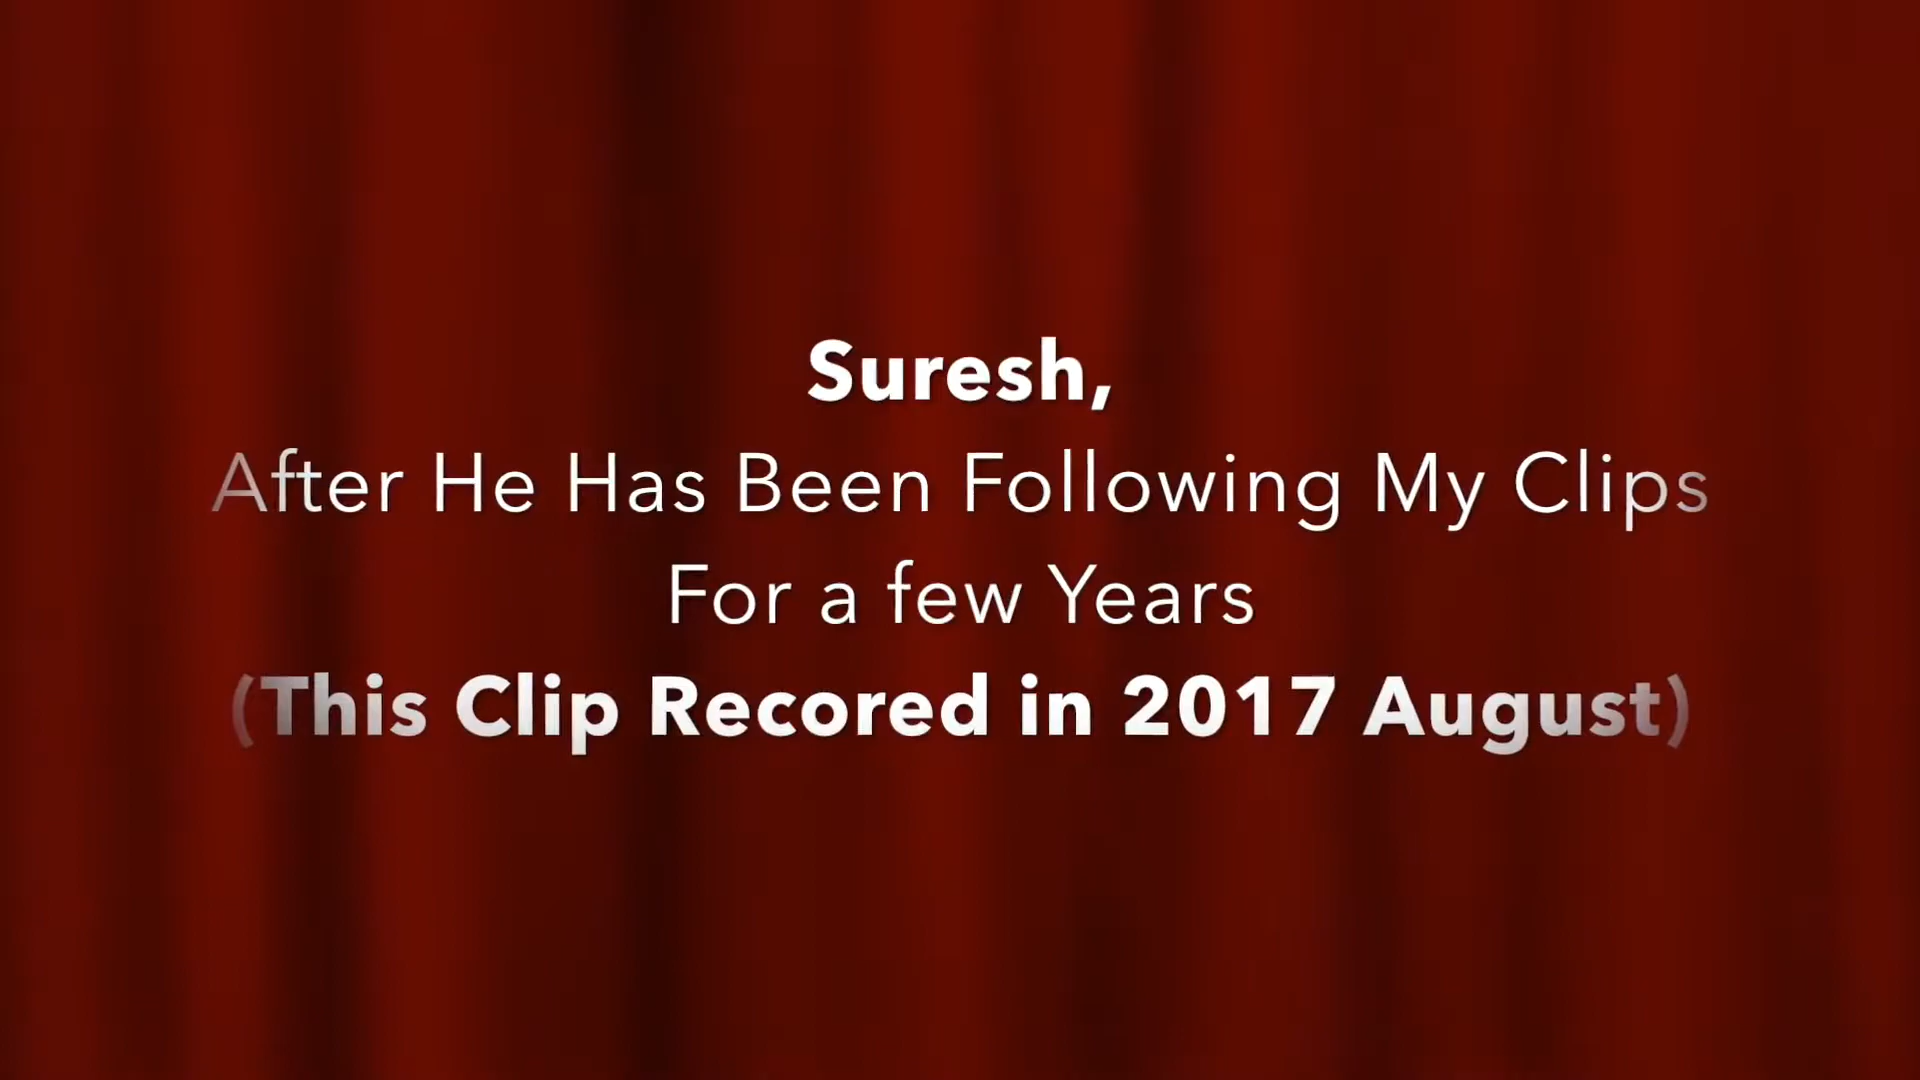 Suresh,
After He Has Been Following My Clips
For a few Years
(This Clip Recored in 2017 August)